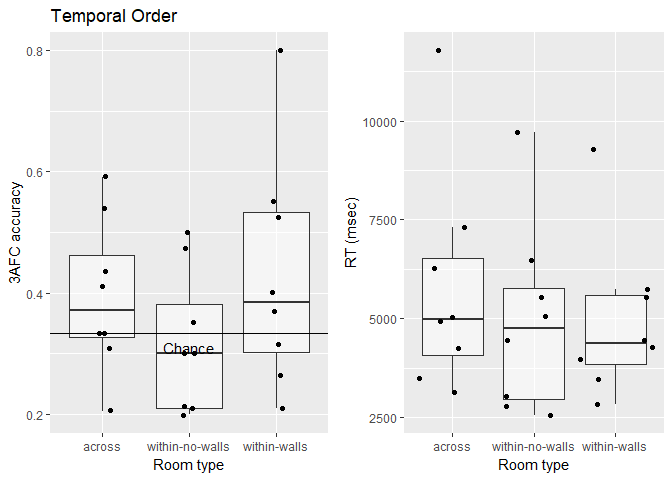 Temporal Order
3AFC accuracy
0.8
0.6
0.4
0.2
Chance
across
within-no-walls
within-walls
Room type
RT (msec)
10000
7500
5000
2500
across
within-no-walls
within-walls
Room type